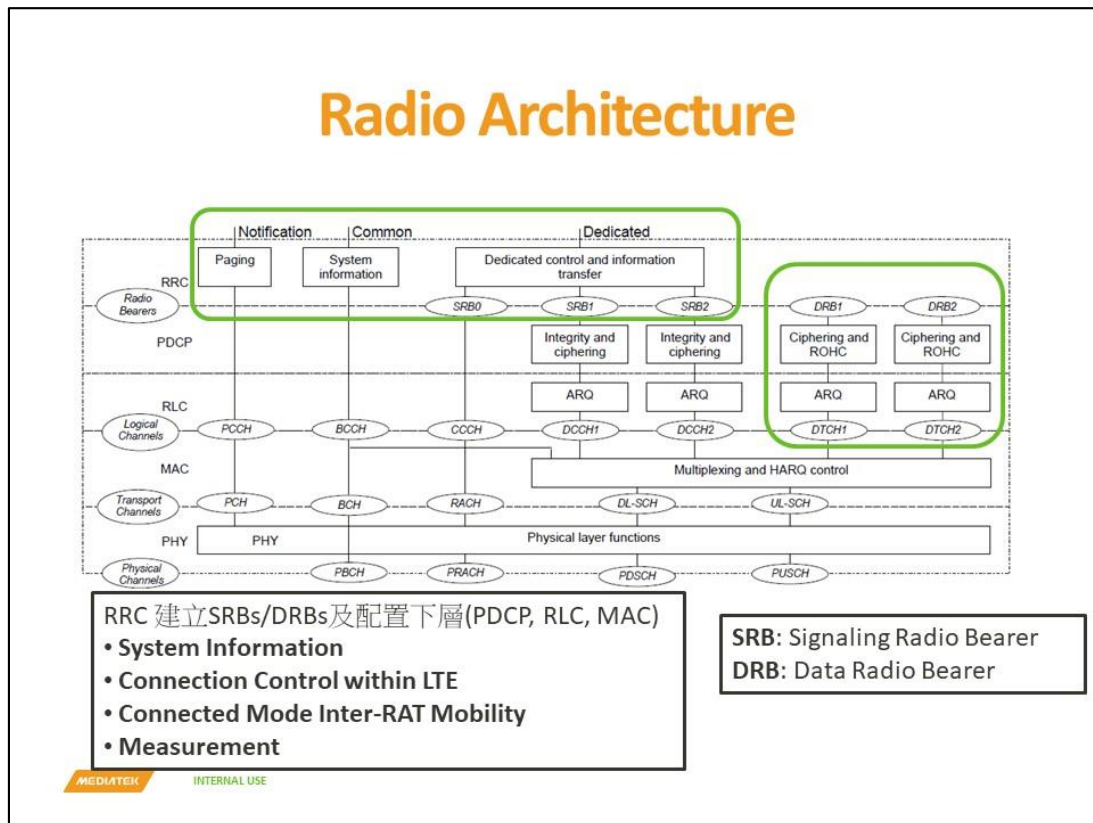 Radio Architecture
Notification Common Dedicated
Paging
System
information
Dedicated control and information
transfer
RRC
Radio
Bearers
SRB0 SRB1 SRB2 DRB1 DRB2
PDCP
Integrity and
ciphering
Integrity and
ciphering
Ciphering and
ROHC
Ciphering and
ROHC
RLC
ARQ ARQ ARQ ARQ
Logical
Channels
PCCH BCCH CCCH DCCH1 DCCH2 DTCH1 DTCH2
MAC
Multiplexing and HARQ control
Transport
Channels
PCH BCH RACH DL-SCH UL-SCH
PHY PHY Physical layer functions
Physical
Channels
PBCH PRACH PDSCH PUSCH
RRC 建立SRBs/DRBs及配置下層(PDCP, RLC, MAC)
• System Information
• Connection Control within LTE
• Connected Mode Inter-RAT Mobility
• Measurement
SRB: Signaling Radio Bearer
DRB: Data Radio Bearer
MEDIATEK INTERNAL USE